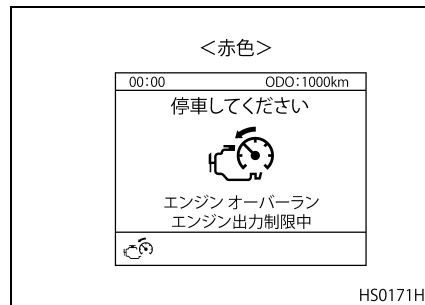 ＜赤色＞
00:00 ODO:1000km
停車してください
エンジン オーバーラン
エンジン出力制限中
HS0171H